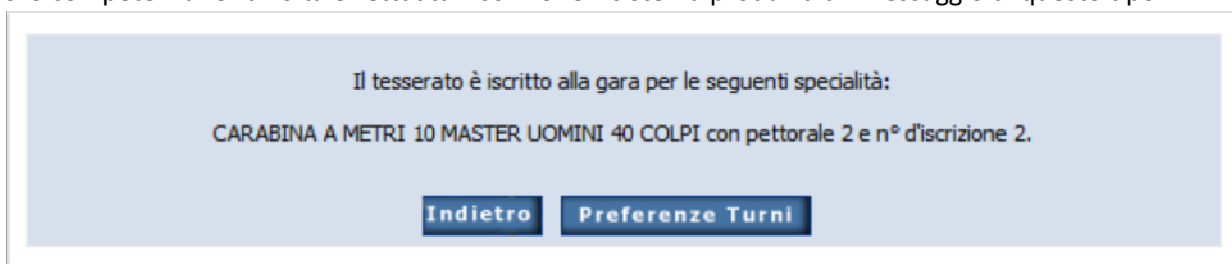 Il tesserato è iscritto alla gara per le seguenti specialità:
CARABINA A METRI 10 MASTER UOMINI 40 COLPI con pettorale 2 e n° d'iscrizione 2.
Indietro Preferenze Turni